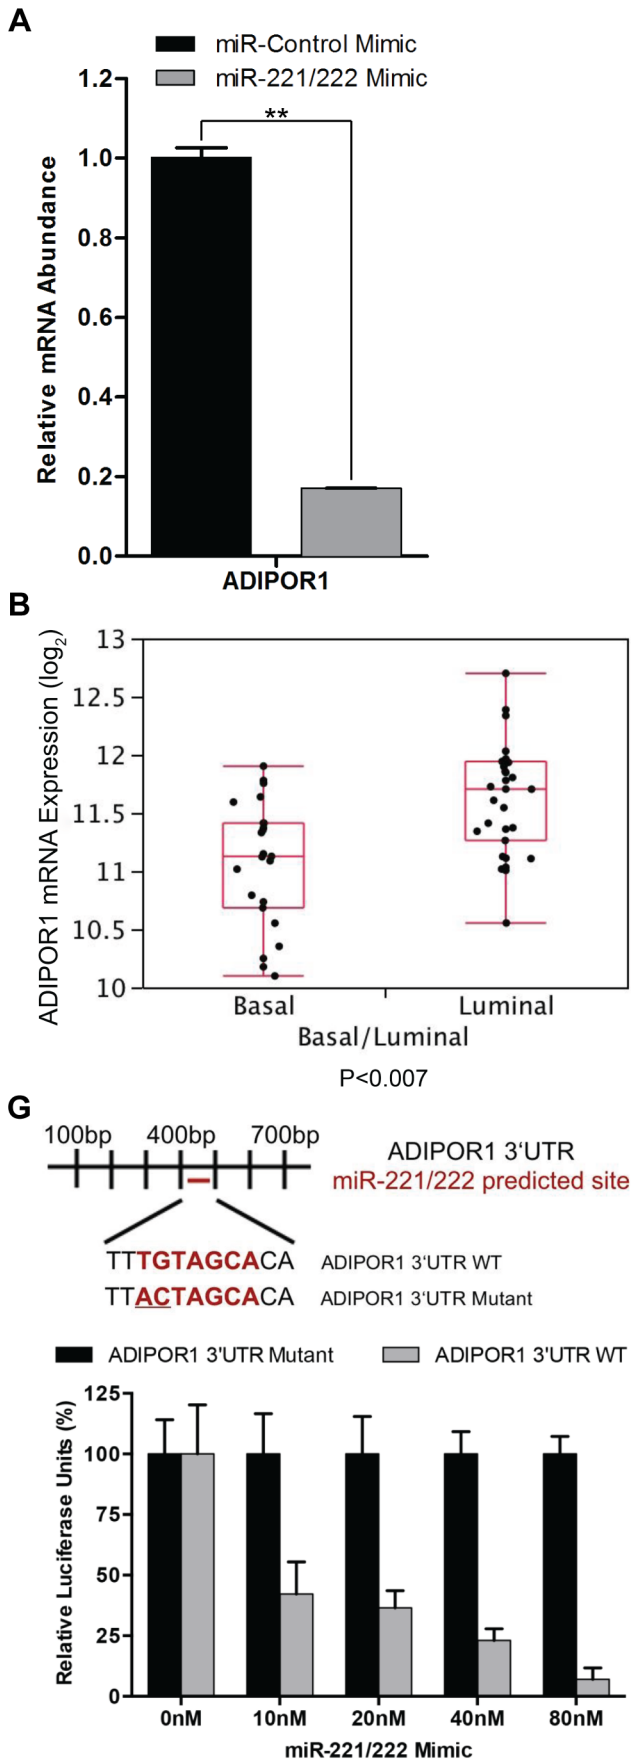 A
miR-Control Mimic
miR-221/222 Mimic
**
Relative mRNA Abundance
1.2
1.0
0.8
0.6
0.4
0.2
0.0
ADIPOR1
B
ADIPOR1 mRNA Expression (log2)
13
12.5
12
11.5
11
10.5
10
Basal Luminal
Basal/Luminal
P<0.007
G
100bp 400bp 700bp
ADIPOR1 3‘UTR
miR-221/222 predicted site
TTTGTAGCACA ADIPOR1 3‘UTR WT
TTACTAGCACA ADIPOR1 3‘UTR Mutant
ADIPOR1 3'UTR Mutant ADIPOR1 3'UTR WT
Relative Luciferase Units (%)
125
100
75
50
25
0
0nM 10nM 20nM 40nM 80nM
miR-221/222 Mimic